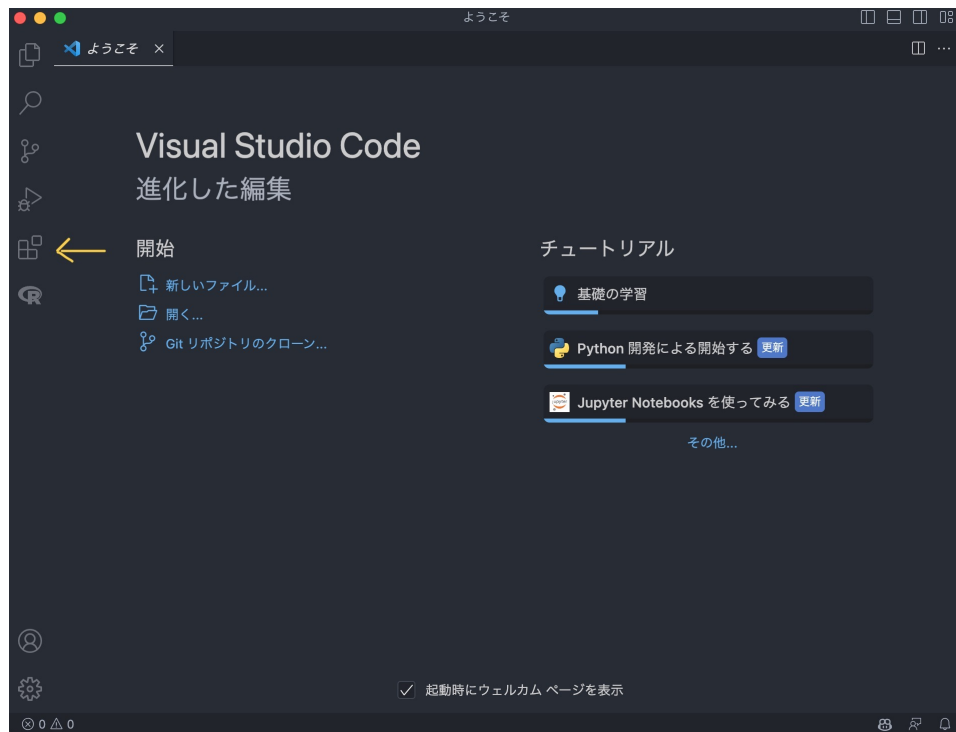 ようこそ
ようこそ
Visual Studio Code
進化した編集
開始
新しいファイル...
開く...
Git リポジトリのクローン...
チュートリアル
基礎の学習
Python 開発による開始する 更新
Jupyter Notebooks を使ってみる 更新
その他...
起動時にウェルカム ページを表示
0 0